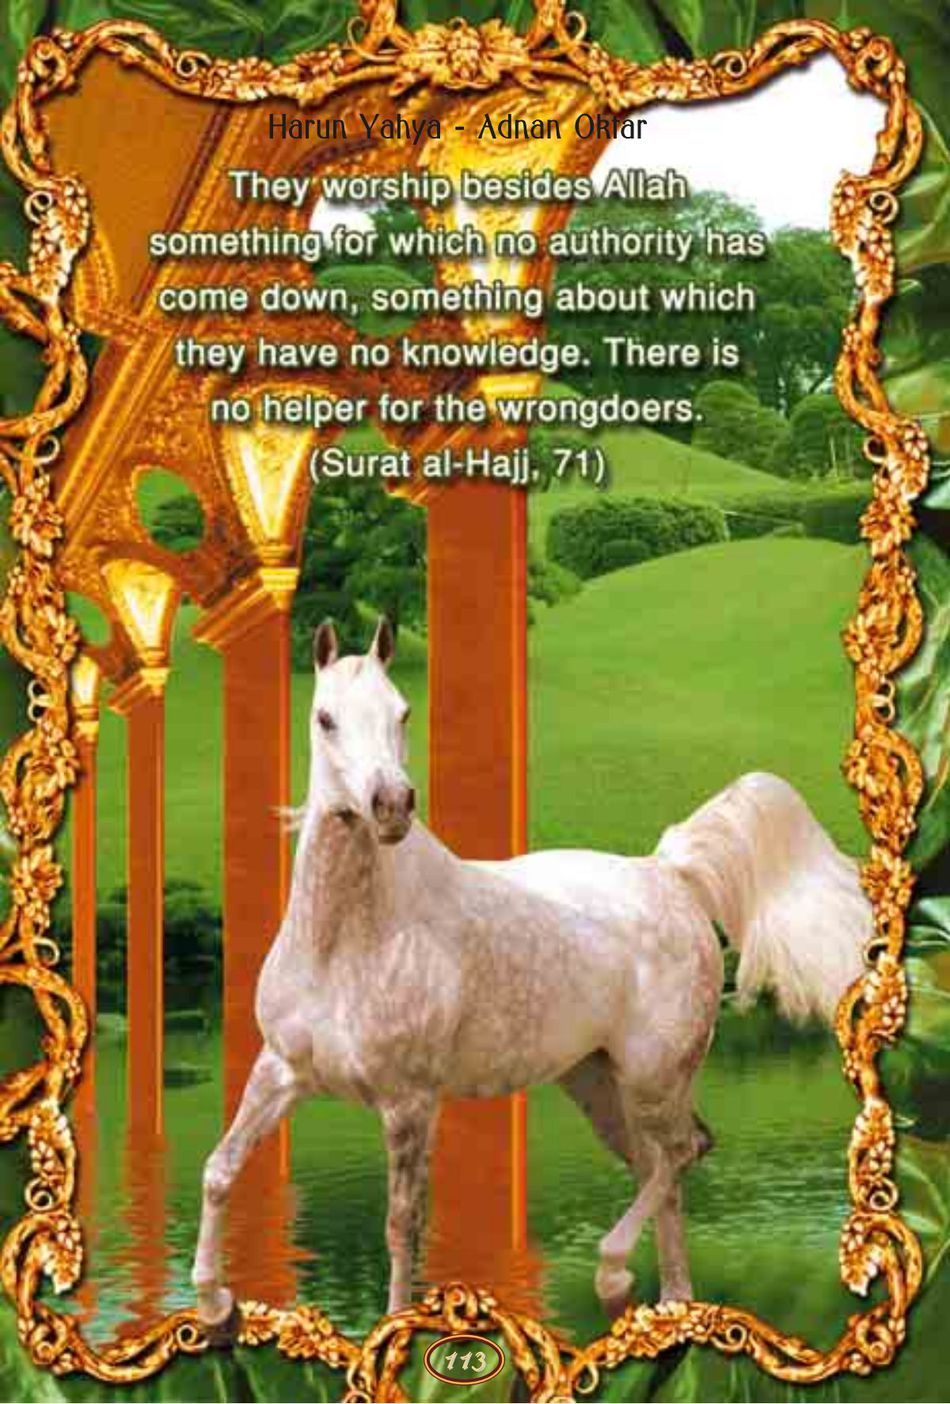 Harun Yahya - Adnan Oktar
They worship besides Allah
something for which no authority has
come down, something about which
they have no knowledge. There is
no helper for the wrongdoers.
(Surat al-Hajj, 71)
113